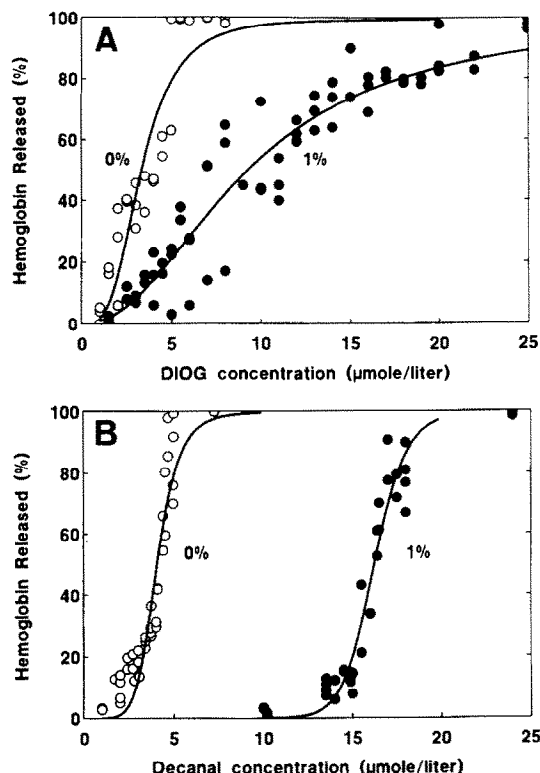 A
Hemoglobin Released (%)
100
80
60
40
20
0
0%
1%
0 5 10 15 20 25
DIOG concentration (μmole/liter)
B
Hemoglobin Released (%)
100
80
60
40
20
0
0%
1%
0 5 10 15 20 25
Decanal concentration (μmole/liter)